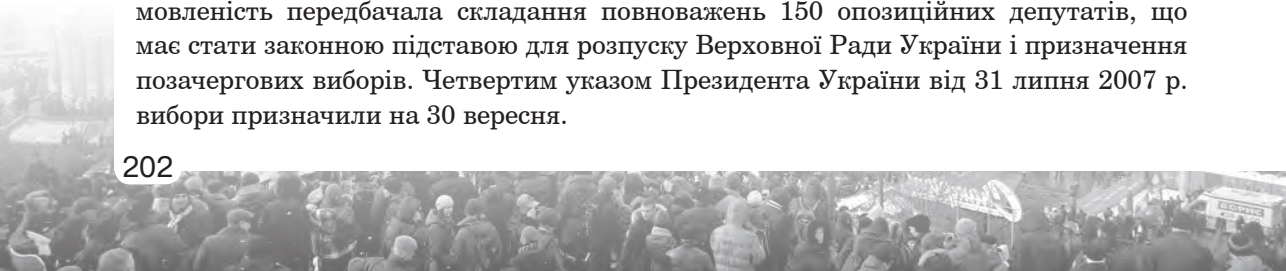 мовленість передбачала складання повноважень 150 опозиційних депутатів, що
має стати законною підставою для розпуску Верховної Ради України і призначення
позачергових виборів. Четвертим указом Президента України від 31 липня 2007 р.
вибори призначили на 30 вересня.
202